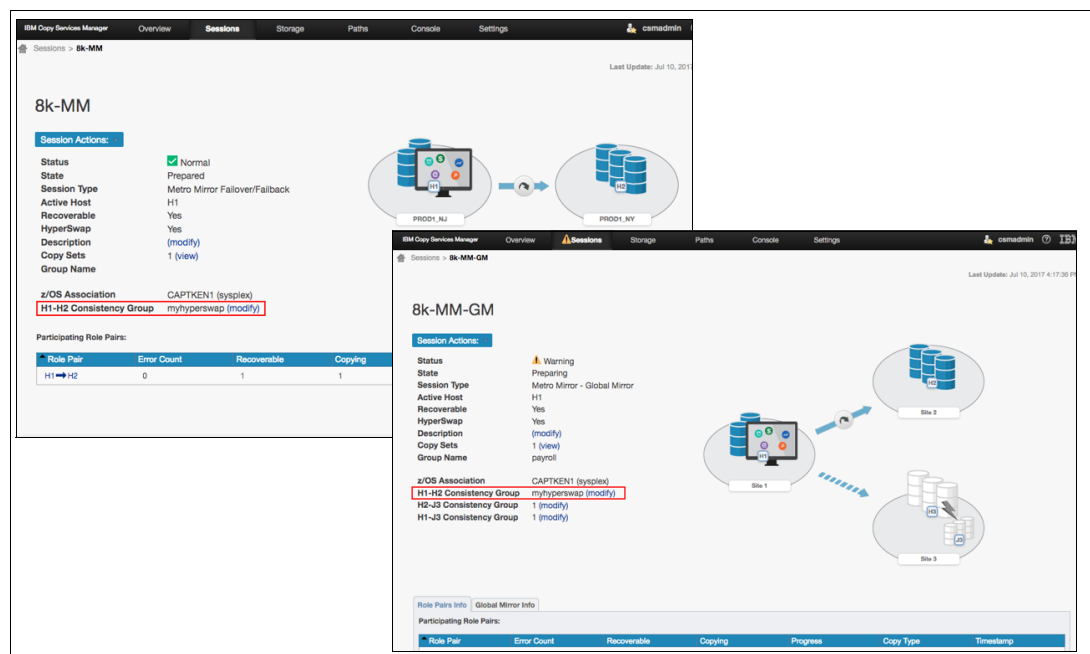 IBM Copy Services Manager Overview Sessions Storage Paths Console Settings csmadmin
Sessions > 8k-MM
Last Update: Jul 10, 2017
8k-MM
Session Actions:
Status Normal
State Prepared
Session Type Metro Mirror Failover/Failback
Active Host H1
Recoverable Yes
HyperSwap Yes
Description (modify)
Copy Sets 1 (view)
Group Name
z/OS Association CAPTKEN1 (sysplex)
H1-H2 Consistency Group myhyperswap (modify)
Participating Role Pairs:
Role Pair Error Count Recoverable Copying
H1 H2 0 1 1
H1
H2
PROD1_NJ
PROD1_NY
IBM Copy Services Manager Overview Sessions Storage Paths Console Settings csmadmin ? IBM
Sessions > 8k-MM-GM
Last Update: Jul 10, 2017 4:17:36 PM
8k-MM-GM
Session Actions:
Status Warning
State Preparing
Session Type Metro Mirror - Global Mirror
Active Host H1
Recoverable Yes
HyperSwap Yes
Description (modify)
Copy Sets 1 (view)
Group Name payroll
z/OS Association CAPTKEN1 (sysplex)
H1-H2 Consistency Group myhyperswap (modify)
H2-J3 Consistency Group 1 (modify)
H1-J3 Consistency Group 1 (modify)
H2
Site 2
H1
Site 1
H3
J3
Site 3
Role Pairs Info Global Mirror Info
Participating Role Pairs:
Role Pair Error Count Recoverable Copying Progress Copy Type Timestamp